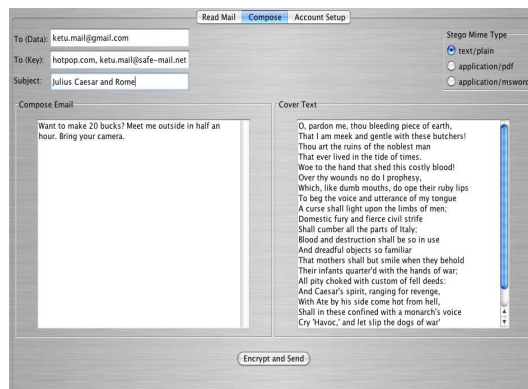 Read Mail Compose Account Setup
To (Data): ketu.mail@gmail.com
To (Key): hotpop.com, ketu.mail@safe-mail.net
Subject: Julius Caesar and Rome
Stego Mime Type
text/plain
application/pdf
application/msword
Compose Email
Want to make 20 bucks? Meet me outside in half an
hour. Bring your camera.
Cover Text
O, pardon me, thou bleeding piece of earth,
That I am meek and gentle with these butchers!
Thou art the ruins of the noblest man
That ever lived in the tide of times.
Woe to the hand that shed this costly blood!
Over thy wounds no do I prophesy,
Which, like dumb mouths, do ope their ruby lips
To beg the voice and utterance of my tongue
A curse shall light upon the limbs of men;
Domestic fury and fierce civil strife
Shall cumber all the parts of Italy;
Blood and destruction shall be so in use
And dreadful objects so familiar
That mothers shall but smile when they behold
Their infants quarter'd with the hands of war;
All pity choked with custom of fell deeds:
And Caesar's spirit, ranging for revenge,
With Ate by his side come hot from hell,
Shall in these confined with a monarch's voice
Cry 'Havoc,' and let slip the dogs of war'
Encrypt and Send